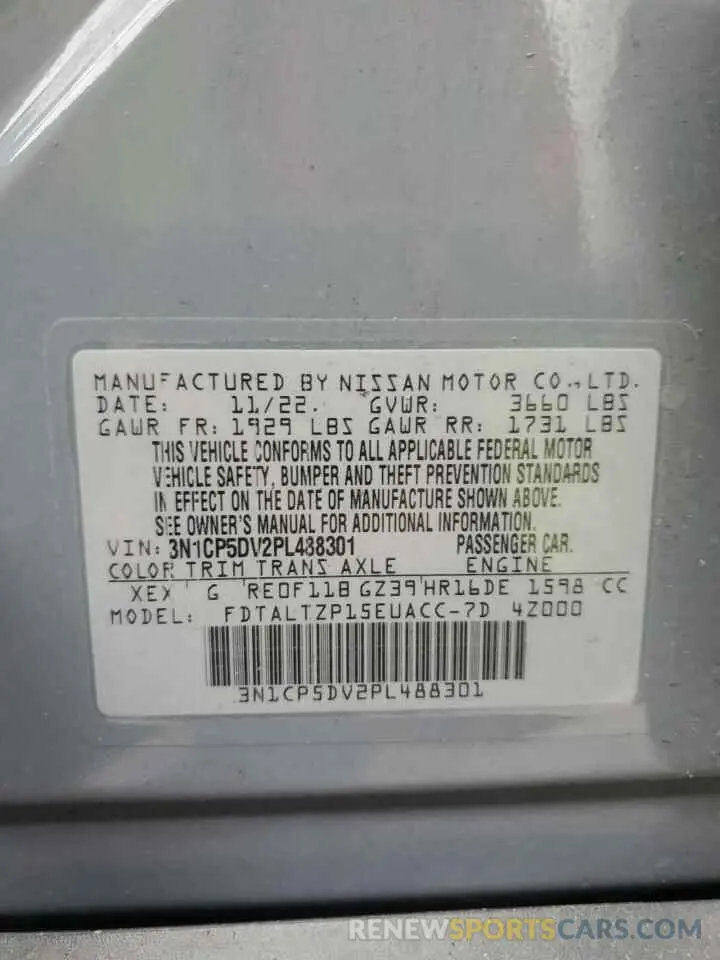 MANUFACTURED BY NISSAN MOTOR CO., LTD.
DATE: 11/22. GVWR: 3660 LBS
GAWR FR: 1929 LBS GAWR RR: 1731 LBS
THIS VEHICLE CONFORMS TO ALL APPLICABLE FEDERAL MOTOR
VEHICLE SAFETY, BUMPER AND THEFT PREVENTION STANDARDS
IN EFFECT ON THE DATE OF MANUFACTURE SHOWN ABOVE.
SEE OWNER'S MANUAL FOR ADDITIONAL INFORMATION.
VIN: 3N1CP5DV2PL488301 PASSENGER CAR.
COLOR TRIM TRANS AXLE ENGINE
XEX G RE0F11B GZ39 HR16DE 1598 CC
MODEL: FDTALTZP15EUACC-7D 4Z000
3N1CP5DV2PL488301
RENEWSPORTSCARS.COM